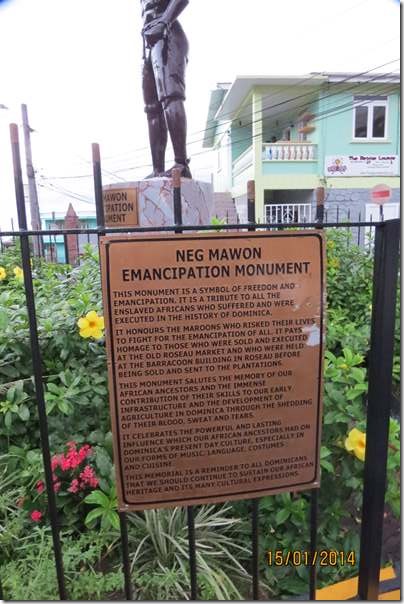 MAWON
EMANCIPATION
MONUMENT
The Barrister Lounge
NEG MAWON
EMANCIPATION MONUMENT
THIS MONUMENT IS A SYMBOL OF FREEDOM AND
EMANCIPATION. IT IS A TRIBUTE TO ALL THE
ENSLAVED AFRICANS WHO SUFFERED AND WERE
EXECUTED IN THE HISTORY OF DOMINICA.
IT HONOURS THE MAROONS WHO RISKED THEIR LIVES
TO FIGHT FOR THE EMANCIPATION OF ALL. IT PAYS
HOMAGE TO THOSE WHO WERE SOLD AND EXECUTED
AT THE OLD ROSEAU MARKET AND WHO WERE HELD
AT THE BARRACOON BUILDING IN ROSEAU BEFORE
BEING SOLD AND SENT TO THE PLANTATIONS.
THIS MONUMENT SALUTES THE MEMORY OF OUR
AFRICAN ANCESTORS AND THE IMMENSE
CONTRIBUTION OF THEIR SKILLS TO OUR EARLY
INFRASTRUCTURE AND THE DEVELOPMENT OF
AGRICULTURE IN DOMINICA THROUGH THE SHEDDING
OF THEIR BLOOD, SWEAT AND TEARS.
IT CELEBRATES THE POWERFUL AND LASTING
INFLUENCE WHICH OUR AFRICAN ANCESTORS HAD ON
DOMINICA'S PRESENT DAY CULTURE, ESPECIALLY IN
OUR FORMS OF MUSIC, LANGUAGE, COSTUMES
AND CUISINE.
THIS MEMORIAL IS A REMINDER TO ALL DOMINICANS
THAT WE SHOULD CONTINUE TO SUSTAIN OUR AFRICAN
HERITAGE AND ITS MANY CULTURAL EXPRESSIONS.
15/01/2014